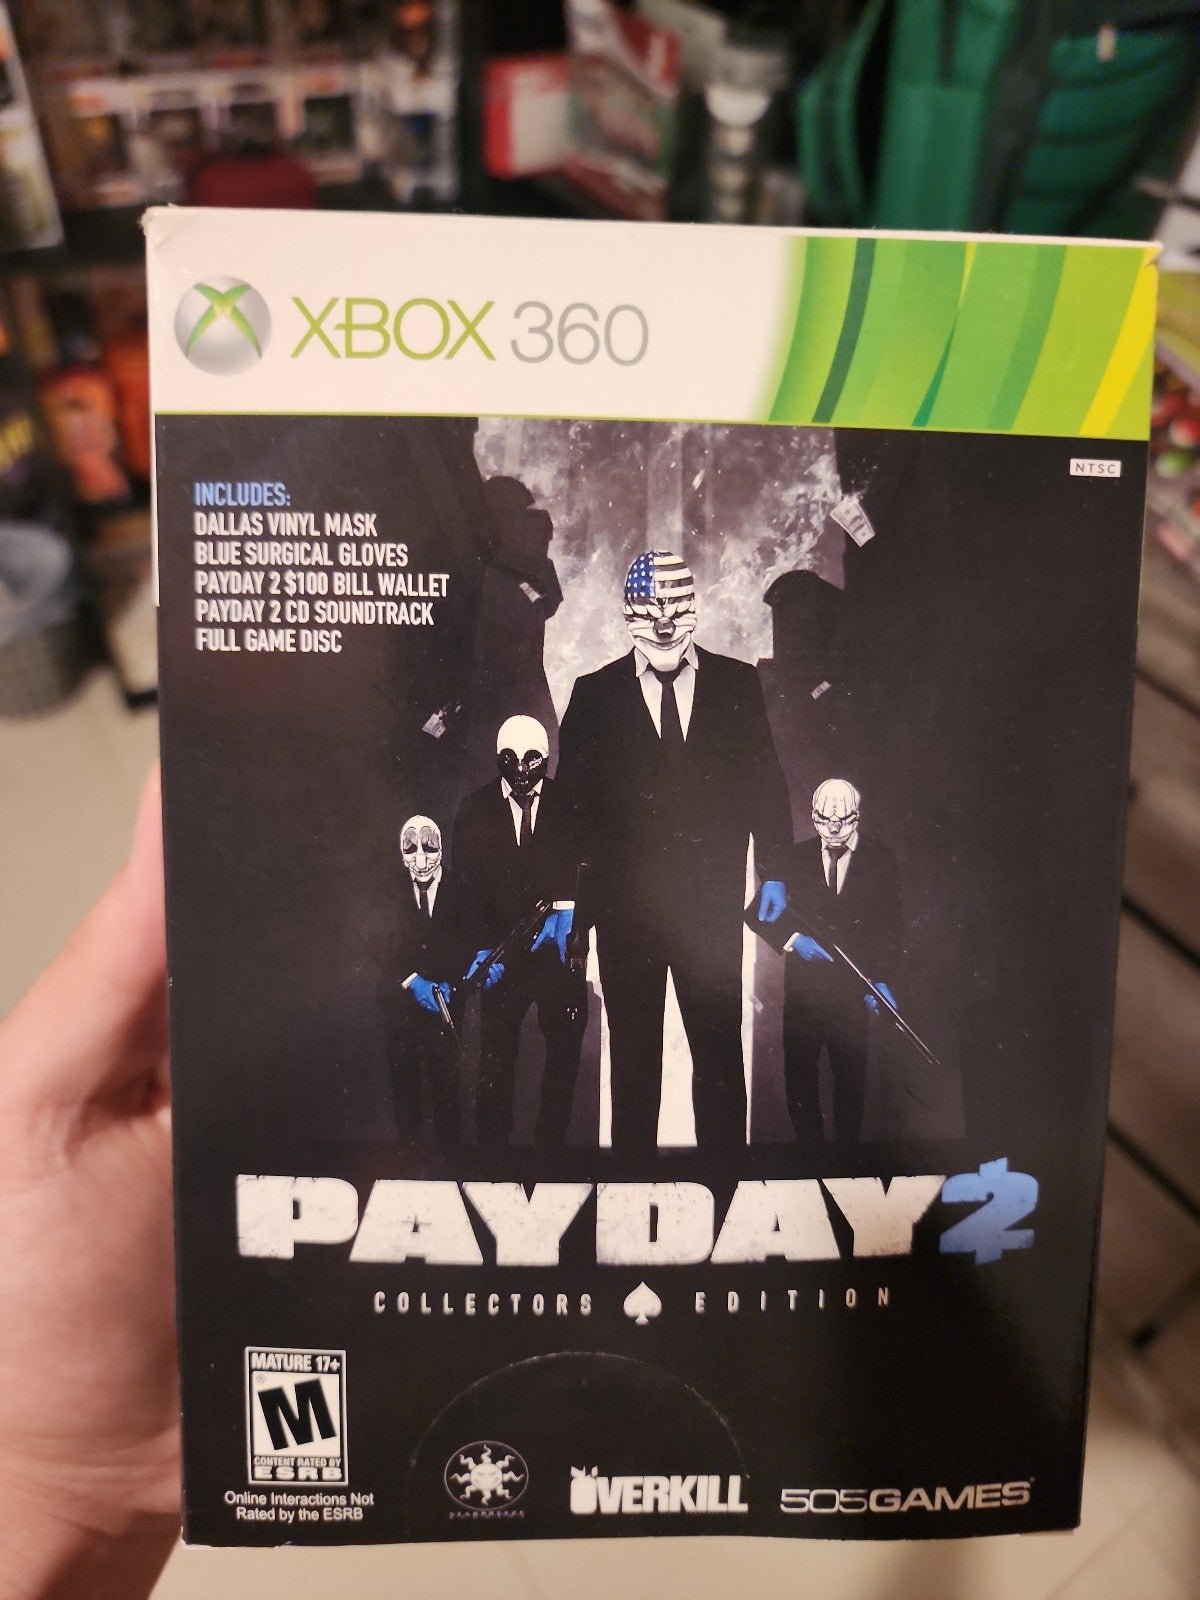 XBOX 360
NTSC
INCLUDES:
DALLAS VINYL MASK
BLUE SURGICAL GLOVES
PAYDAY 2 $100 BILL WALLET
PAYDAY 2 CD SOUNDTRACK
FULL GAME DISC
PAYDAY 2
COLLECTORS EDITION
MATURE 17+
M
®
CONTENT RATED BY
ESRB
Online Interactions Not
Rated by the ESRB
OVERKILL
505GAMES